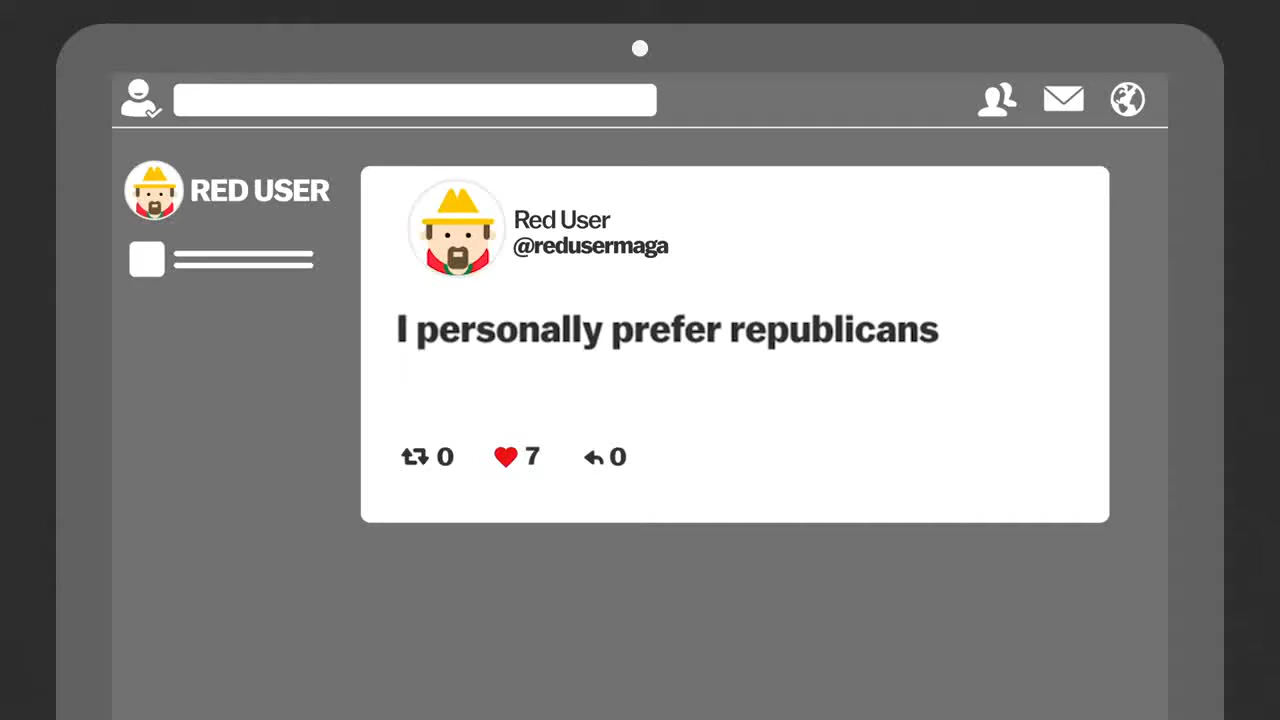 RED USER
Red User
@redusermaga
I personally prefer republicans
0 7 0